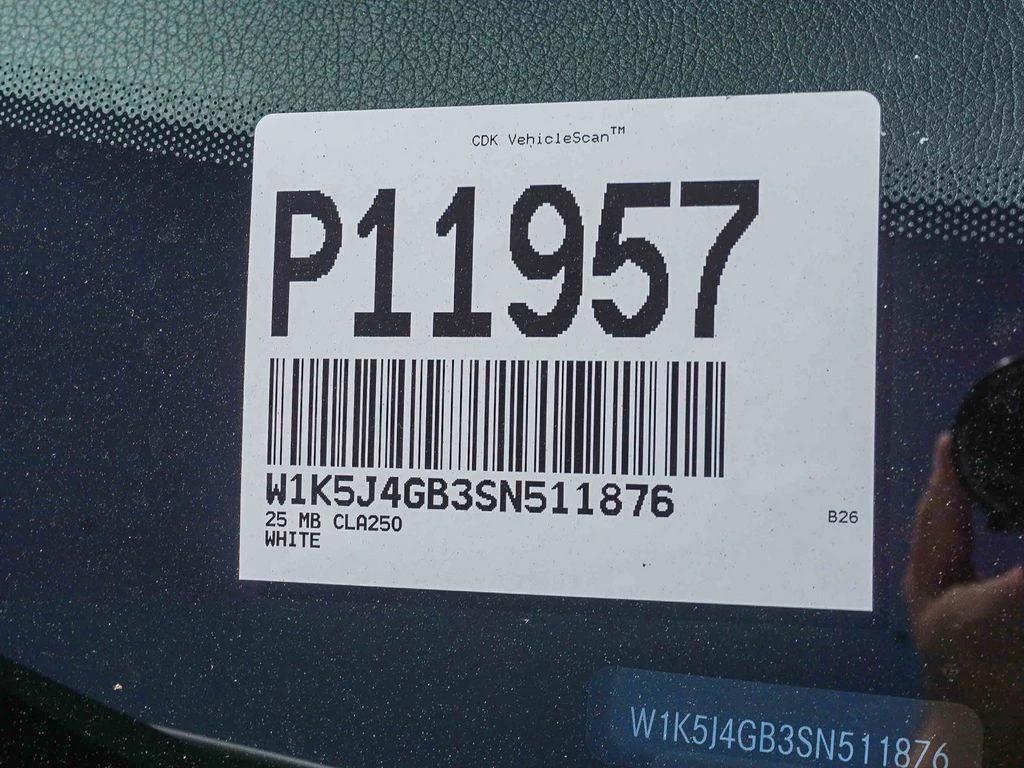 CDK VehicleScan™
P11957
W1K5J4GB3SN511876
25 MB CLA250
WHITE
B26
W1K5J4GB3SN511876